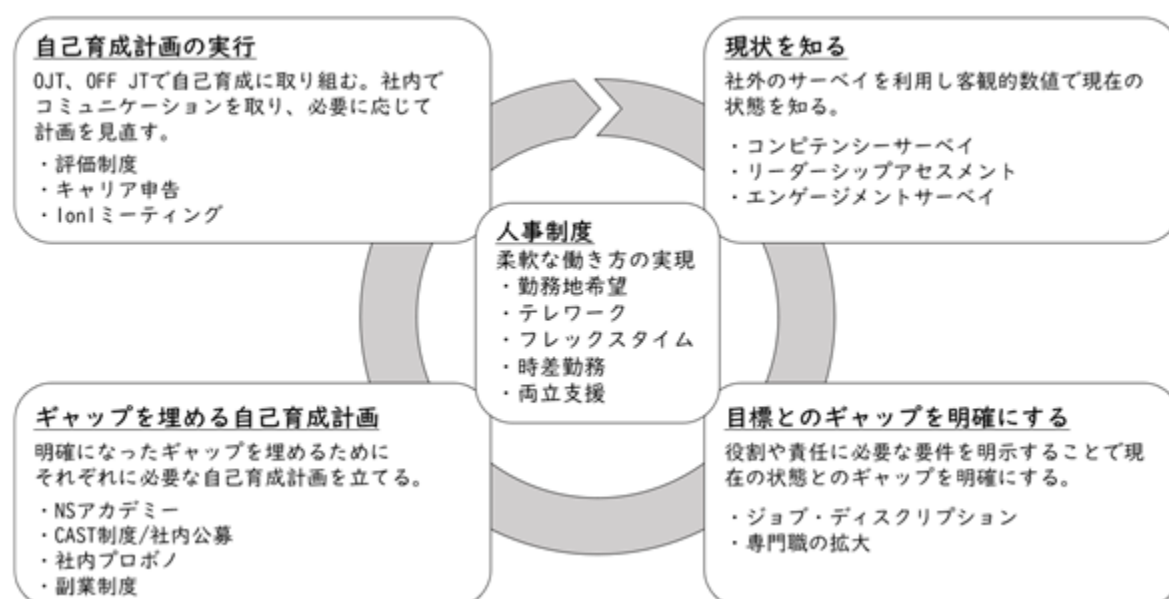 自己育成計画の実行
OJT、OFF JTで自己育成に取り組む。社内で
コミュニケーションを取り、必要に応じて
計画を見直す。
・評価制度
・キャリア申告
・1on1ミーティング
現状を知る
社外のサーベイを利用し客観的数値で現在の
状態を知る。
・コンピテンシーサーベイ
・リーダーシップアセスメント
・エンゲージメントサーベイ
人事制度
柔軟な働き方の実現
・勤務地希望
・テレワーク
・フレックスタイム
・時差勤務
・両立支援
ギャップを埋める自己育成計画
明確になったギャップを埋めるために
それぞれに必要な自己育成計画を立てる。
・NSアカデミー
・CAST制度/社内公募
・社内プロボノ
・副業制度
目標とのギャップを明確にする
役割や責任に必要な要件を明示することで現
在の状態とのギャップを明確にする。
・ジョブ・ディスクリプション
・専門職の拡大